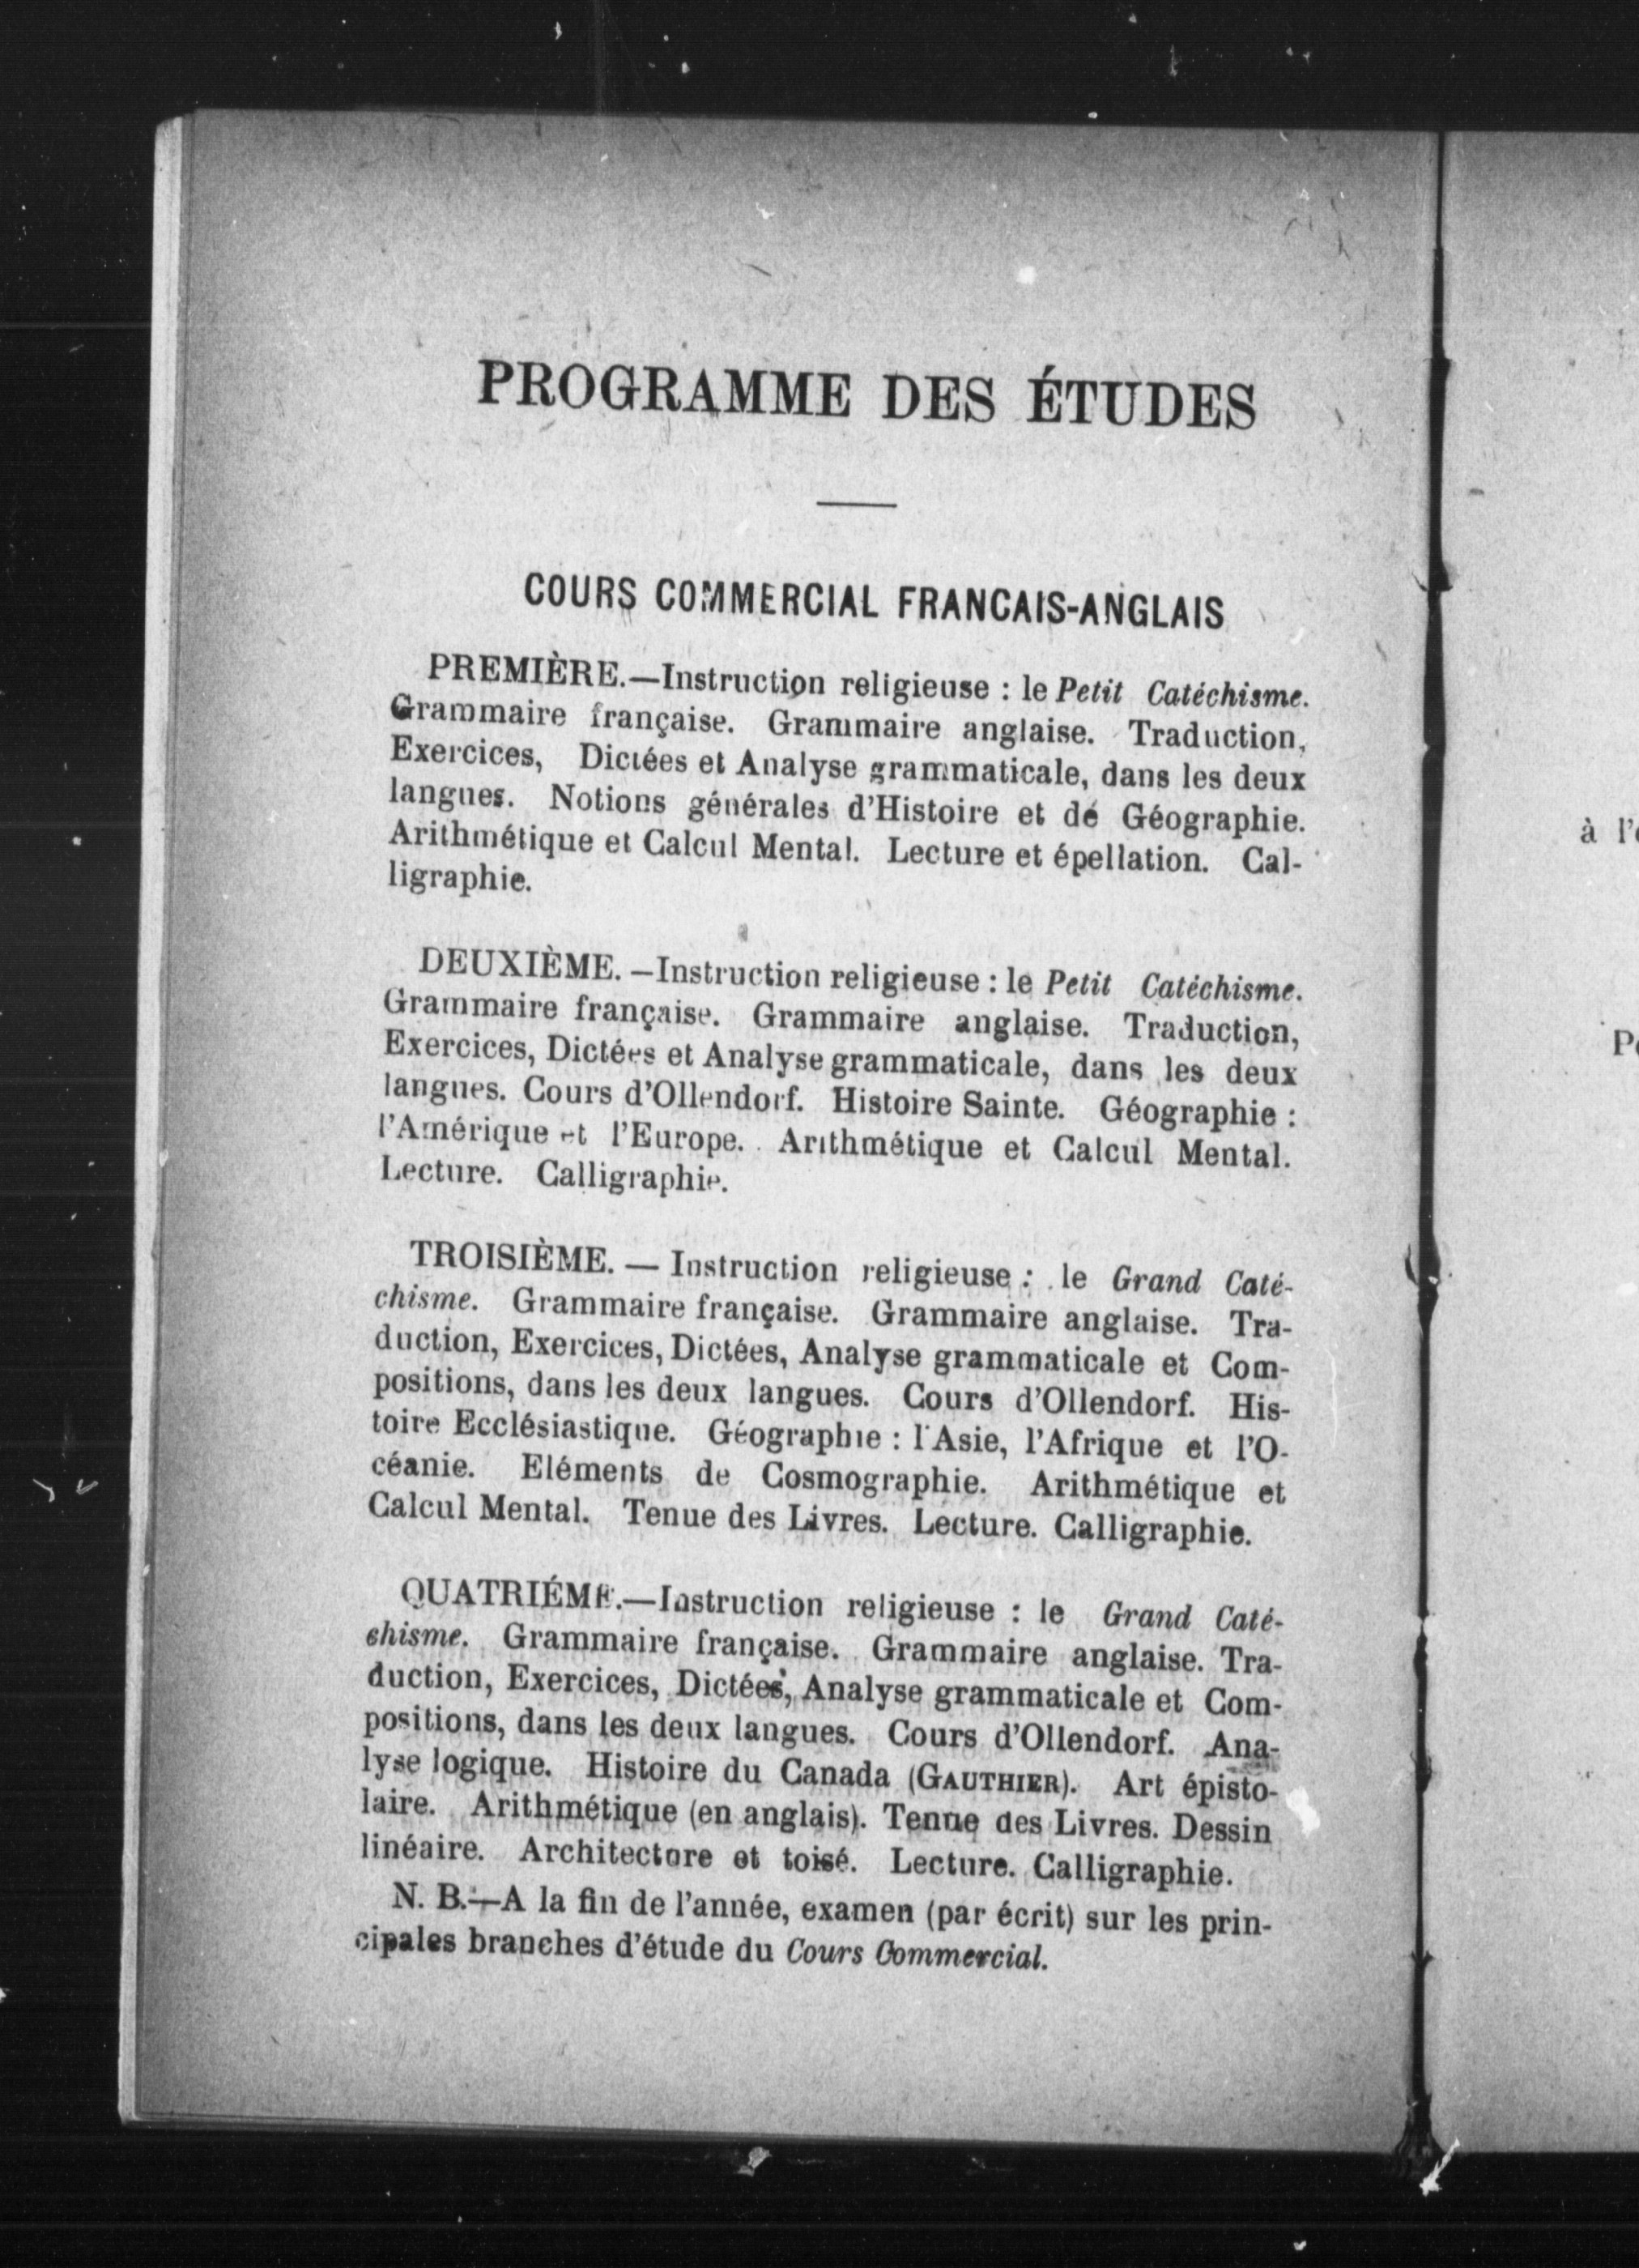 PROGRAMME DES ÉTUDES
COURS COMMERCIAL FRANCAIS-ANGLAIS
PREMIÈRE.—Instruction religieuse : le Petit Catéchisme.
Grammaire française. Grammaire anglaise. Traduction,
Exercices, Dictées et Analyse grammaticale, dans les deux
langues. Notions générales d'Histoire et de Géographie.
Arithmétique et Calcul Mental. Lecture et épellation. Cal-
ligraphie.
DEUXIÈME.—Instruction religieuse : le Petit Catéchisme.
Grammaire française. Grammaire anglaise. Traduction,
Exercices, Dictées et Analyse grammaticale, dans les deux
langues. Cours d'Ollendorf. Histoire Sainte. Géographie :
l'Amérique et l'Europe. Arithmétique et Calcul Mental.
Lecture. Calligraphie.
TROISIÈME. — Instruction religieuse : le Grand Caté-
chisme. Grammaire française. Grammaire anglaise. Tra-
duction, Exercices, Dictées, Analyse grammaticale et Com-
positions, dans les deux langues. Cours d'Ollendorf. His-
toire Ecclésiastique. Géographie : l'Asie, l'Afrique et l'O-
céanie. Eléments de Cosmographie. Arithmétique et
Calcul Mental. Tenue des Livres. Lecture. Calligraphie.
QUATRIÉME.—Instruction religieuse : le Grand Caté-
chisme. Grammaire française. Grammaire anglaise. Tra-
duction, Exercices, Dictées, Analyse grammaticale et Com-
positions, dans les deux langues. Cours d'Ollendorf. Ana-
lyse logique. Histoire du Canada (GAUTHIER). Art épisto-
laire. Arithmétique (en anglais). Tenue des Livres. Dessin
linéaire. Architecture et toisé. Lecture. Calligraphie.
N. B.—A la fin de l'année, examen (par écrit) sur les prin-
cipales branches d'étude du Cours Commercial.
à